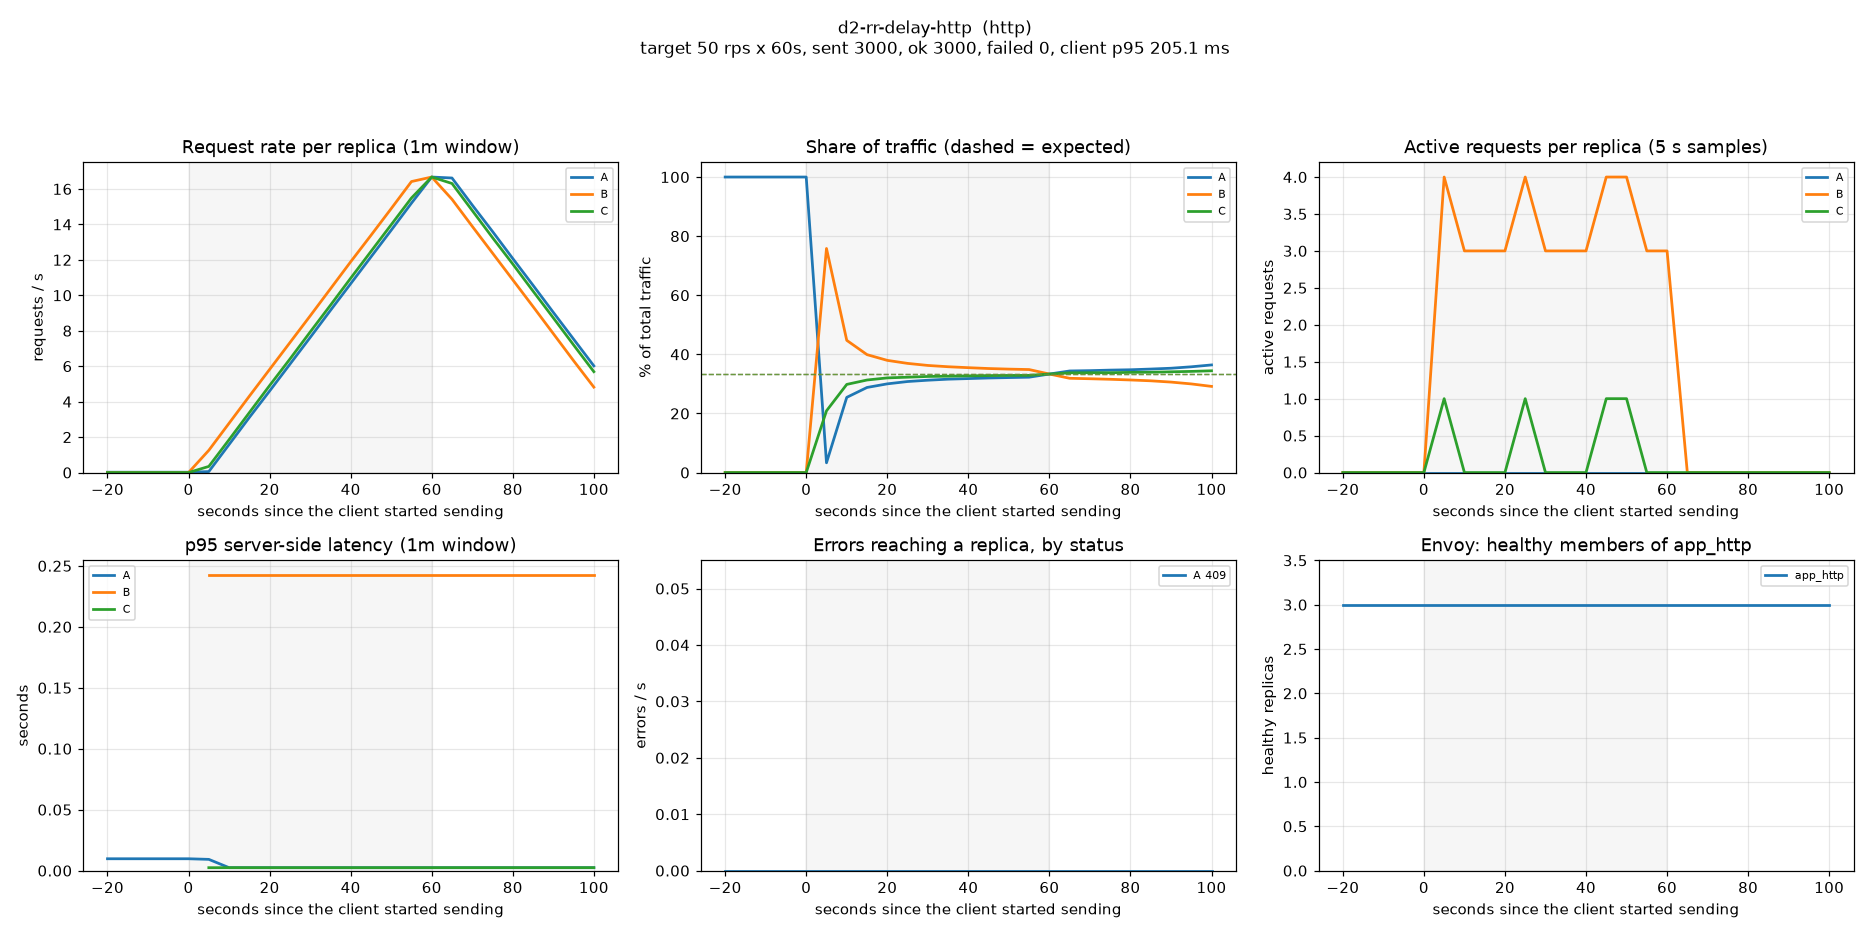 d2-rr-delay-http  (http)
target 50 rps x 60s, sent 3000, ok 3000, failed 0, client p95 205.1 ms
Request rate per replica (1m window)
requests / s
16
14
12
10
8
6
4
2
0
A
B
C
−20 0 20 40 60 80 100
seconds since the client started sending
Share of traffic (dashed = expected)
% of total traffic
100
80
60
40
20
0
A
B
C
−20 0 20 40 60 80 100
seconds since the client started sending
Active requests per replica (5 s samples)
active requests
4.0
3.5
3.0
2.5
2.0
1.5
1.0
0.5
0.0
A
B
C
−20 0 20 40 60 80 100
seconds since the client started sending
p95 server-side latency (1m window)
seconds
0.25
0.20
0.15
0.10
0.05
0.00
A
B
C
−20 0 20 40 60 80 100
seconds since the client started sending
Errors reaching a replica, by status
errors / s
0.05
0.04
0.03
0.02
0.01
0.00
A 409
−20 0 20 40 60 80 100
seconds since the client started sending
Envoy: healthy members of app_http
healthy replicas
3.5
3.0
2.5
2.0
1.5
1.0
0.5
0.0
app_http
−20 0 20 40 60 80 100
seconds since the client started sending